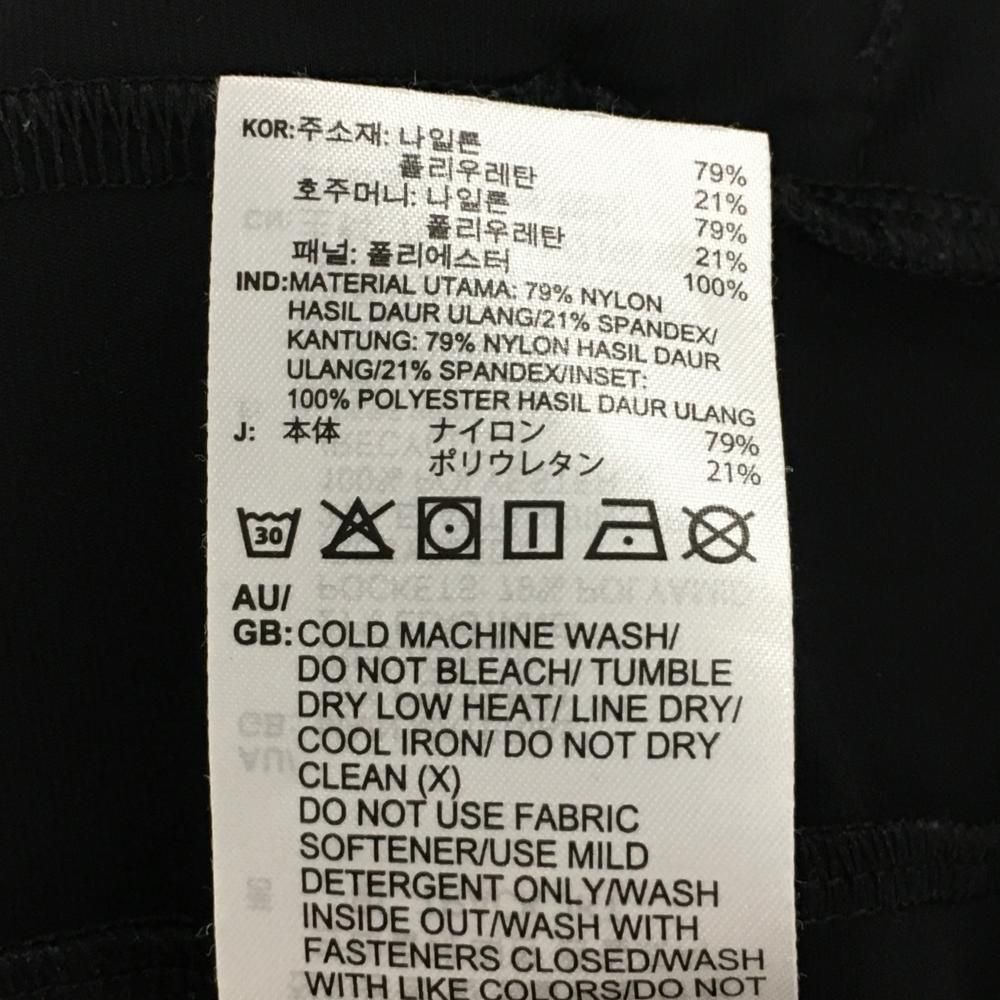 KOR:주소재: 나일론 79%
폴리우레탄 21%
호주머니: 나일론 79%
폴리우레탄 21%
패널: 폴리에스터 100%
IND:MATERIAL UTAMA: 79% NYLON
HASIL DAUR ULANG/21% SPANDEX/
KANTUNG: 79% NYLON HASIL DAUR
ULANG/21% SPANDEX/INSET:
100% POLYESTER HASIL DAUR ULANG
J: 本体 ナイロン 79%
ポリウレタン 21%
30
AU/
GB:COLD MACHINE WASH/
DO NOT BLEACH/ TUMBLE
DRY LOW HEAT/ LINE DRY/
COOL IRON/ DO NOT DRY
CLEAN (X)
DO NOT USE FABRIC
SOFTENER/USE MILD
DETERGENT ONLY/WASH
INSIDE OUT/WASH WITH
FASTENERS CLOSED/WASH
WITH LIKE COLORS/DO NOT